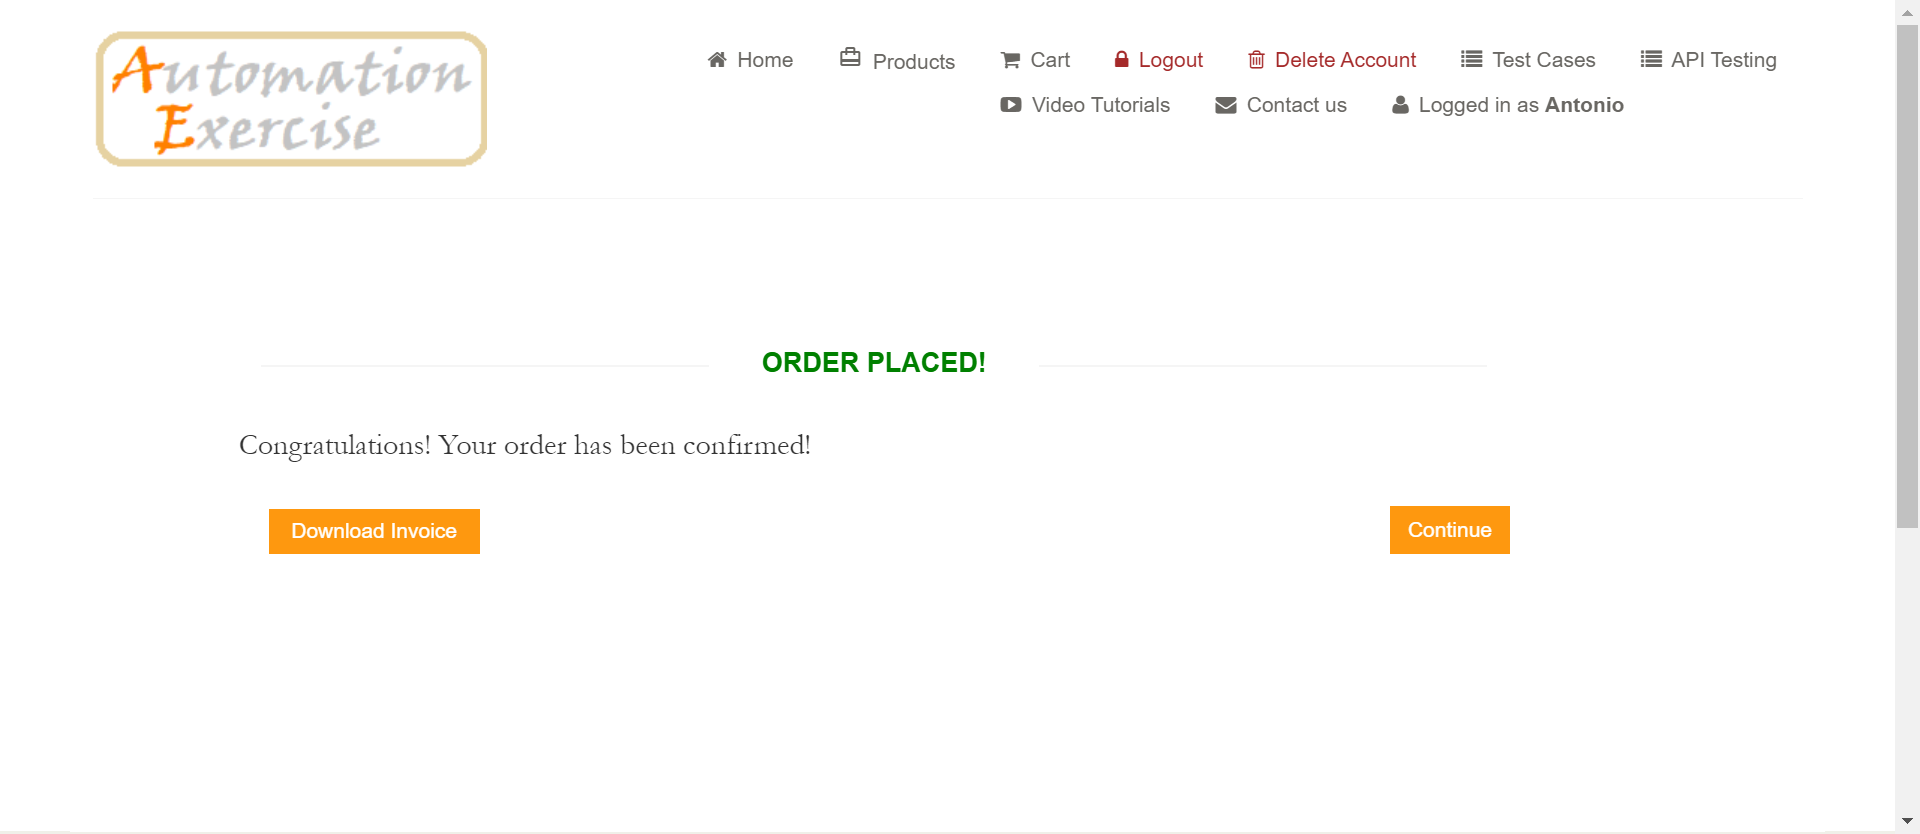 Automation
Exercise
Home Products Cart Logout Delete Account Test Cases API Testing
Video Tutorials Contact us Logged in as Antonio
ORDER PLACED!
Congratulations! Your order has been confirmed!
Download Invoice Continue